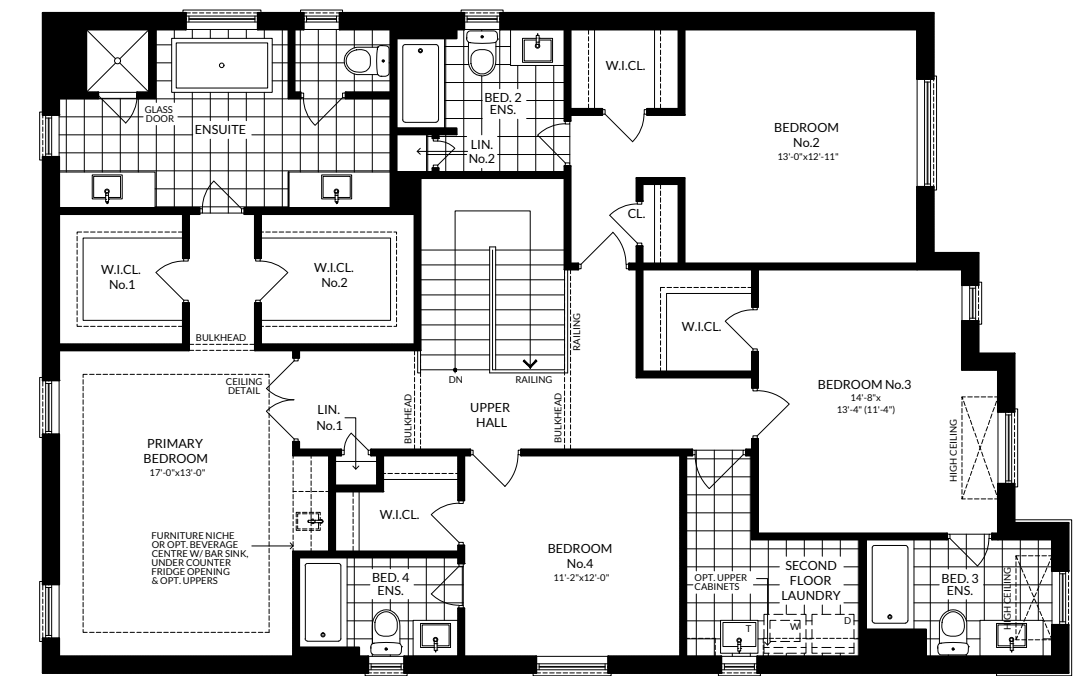 GLASS
DOOR
ENSUITE
BED. 2
ENS.
LIN.
No.2
W.I.CL.
BEDROOM
No.2
13'-0"x12'-11"
CL.
W.I.CL.
No.1
W.I.CL.
No.2
BULKHEAD
RAILING
DN
RAILING
W.I.CL.
BEDROOM No.3
14'-8"x
13'-4" (11'-4")
HIGH CEILING
CEILING
DETAIL
LIN.
No.1
BULKHEAD
UPPER
HALL
BULKHEAD
PRIMARY
BEDROOM
17'-0"x13'-0"
FURNITURE NICHE
OR OPT. BEVERAGE
CENTRE W/ BAR SINK,
UNDER COUNTER
FRIDGE OPENING
& OPT. UPPERS
W.I.CL.
BEDROOM
No.4
11'-2"x12'-0"
BED. 4
ENS.
OPT. UPPER
CABINETS
SECOND
FLOOR
LAUNDRY
T
W
D
BED. 3
ENS.
HIGH CEILING